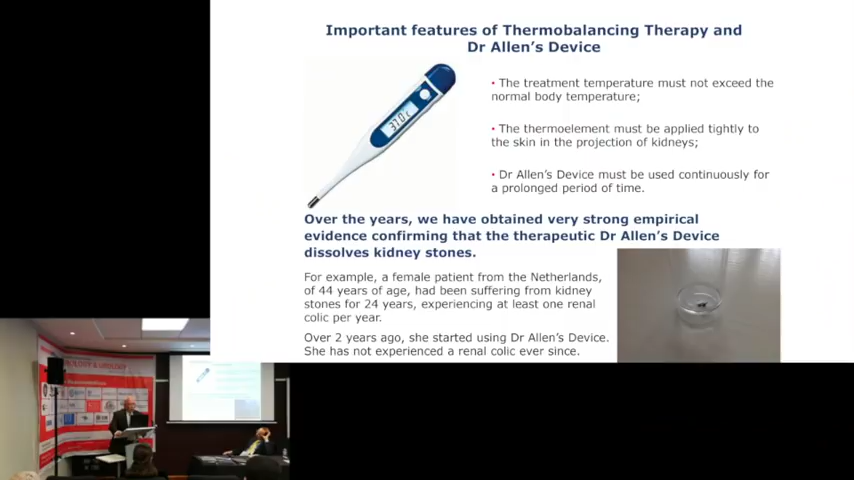 Important features of Thermobalancing Therapy and
Dr Allen's Device
• The treatment temperature must not exceed the
normal body temperature;
• The thermoelement must be applied tightly to
the skin in the projection of kidneys;
• Dr Allen's Device must be used continuously for
a prolonged period of time.
37.0°C
Over the years, we have obtained very strong empirical
evidence confirming that the therapeutic Dr Allen's Device
dissolves kidney stones.
For example, a female patient from the Netherlands,
of 44 years of age, had been suffering from kidney
stones for 24 years, experiencing at least one renal
colic per year.
Over 2 years ago, she started using Dr Allen's Device.
She has not experienced a renal colic ever since.